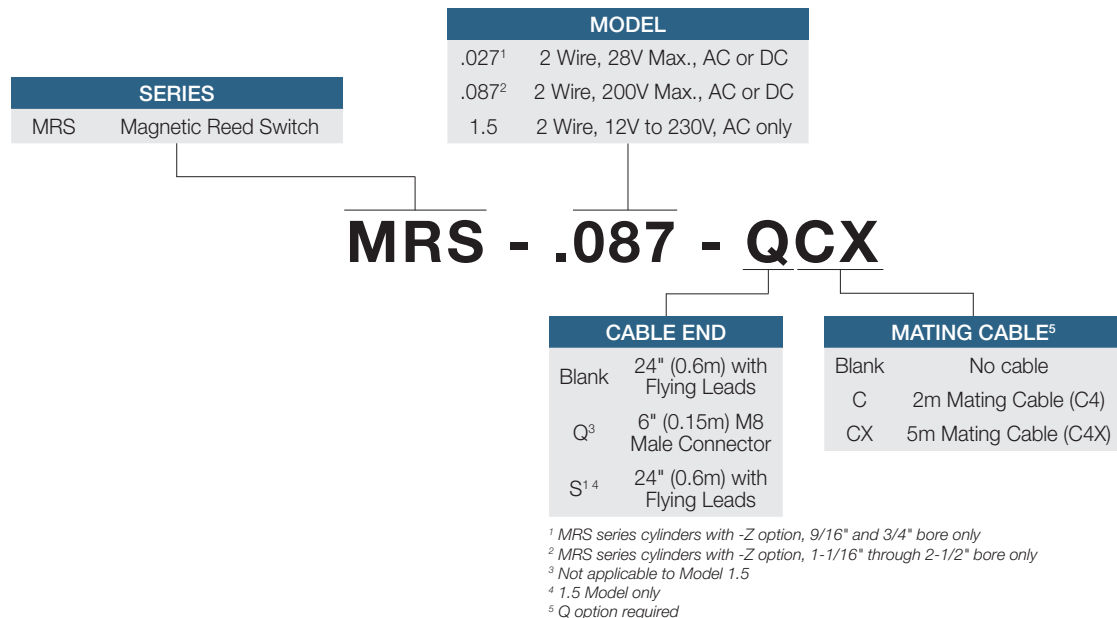 MODEL
.027¹ 2 Wire, 28V Max., AC or DC
.087² 2 Wire, 200V Max., AC or DC
1.5 2 Wire, 12V to 230V, AC only
SERIES
MRS Magnetic Reed Switch
MRS - .087 - QCX
CABLE END
Blank 24" (0.6m) with
Flying Leads
Q³ 6" (0.15m) M8
Male Connector
S¹ ⁴ 24" (0.6m) with
Flying Leads
MATING CABLE⁵
Blank No cable
C 2m Mating Cable (C4)
CX 5m Mating Cable (C4X)
¹ MRS series cylinders with -Z option, 9/16" and 3/4" bore only
² MRS series cylinders with -Z option, 1-1/16" through 2-1/2" bore only
³ Not applicable to Model 1.5
⁴ 1.5 Model only
⁵ Q option required